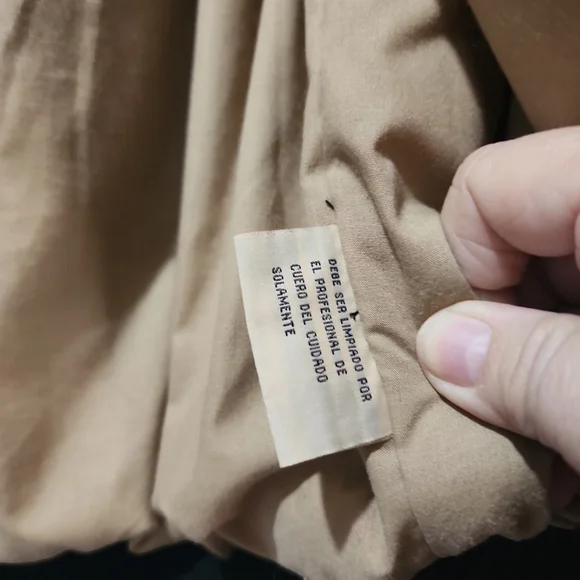 DEBE SER LIMPIADO POR
EL PROFESIONAL DE
CUERO DEL CUIDADO
SOLAMENTE